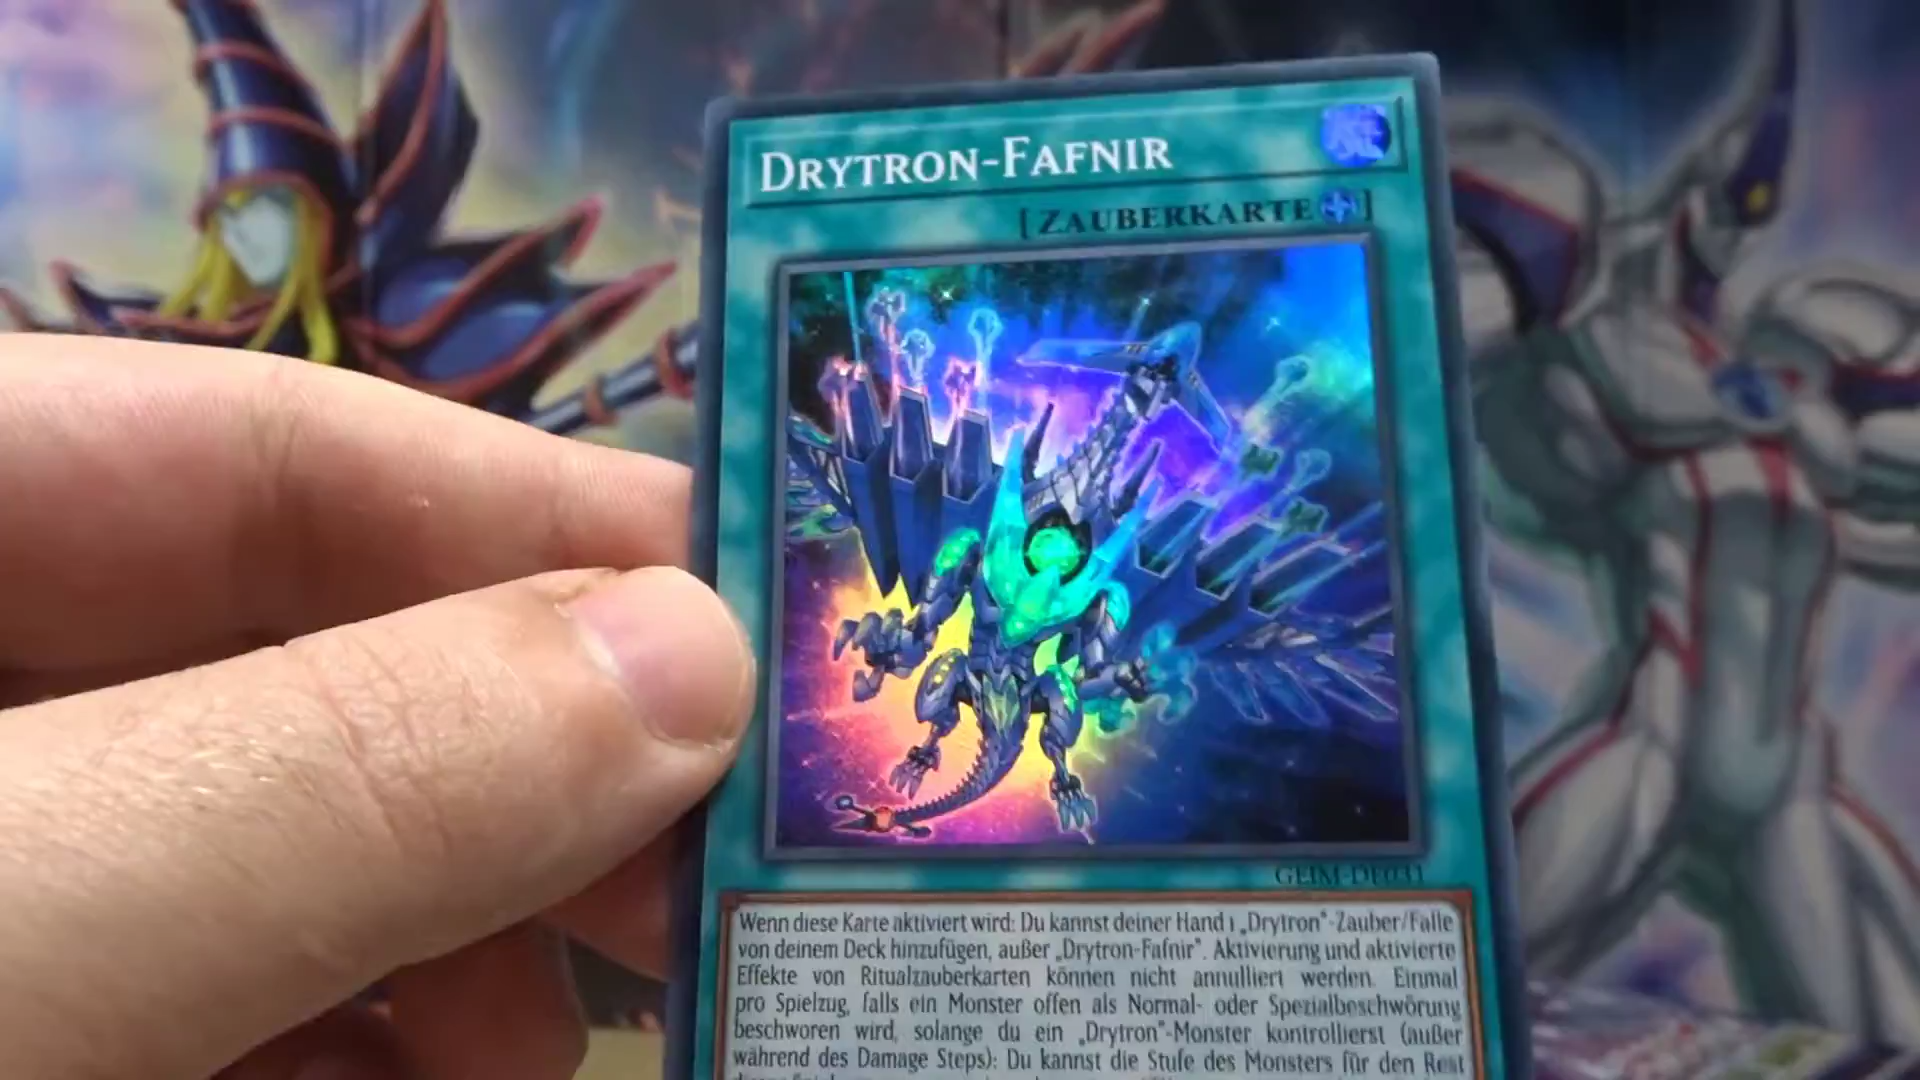 DRYTRON-FAFNIR
[ZAUBERKARTE]
GEIM-DE031
Wenn diese Karte aktiviert wird: Du kannst deiner Hand 1 „Drytron"-Zauber/Falle
von deinem Deck hinzufügen, außer „Drytron-Fafnir". Aktivierung und aktivierte
Effekte von Ritualzauberkarten können nicht annulliert werden. Einmal
pro Spielzug, falls ein Monster offen als Normal- oder Spezialbeschwörung
beschworen wird, solange du ein „Drytron"-Monster kontrollierst (außer
während des Damage Steps): Du kannst die Stufe des Monsters für den Rest